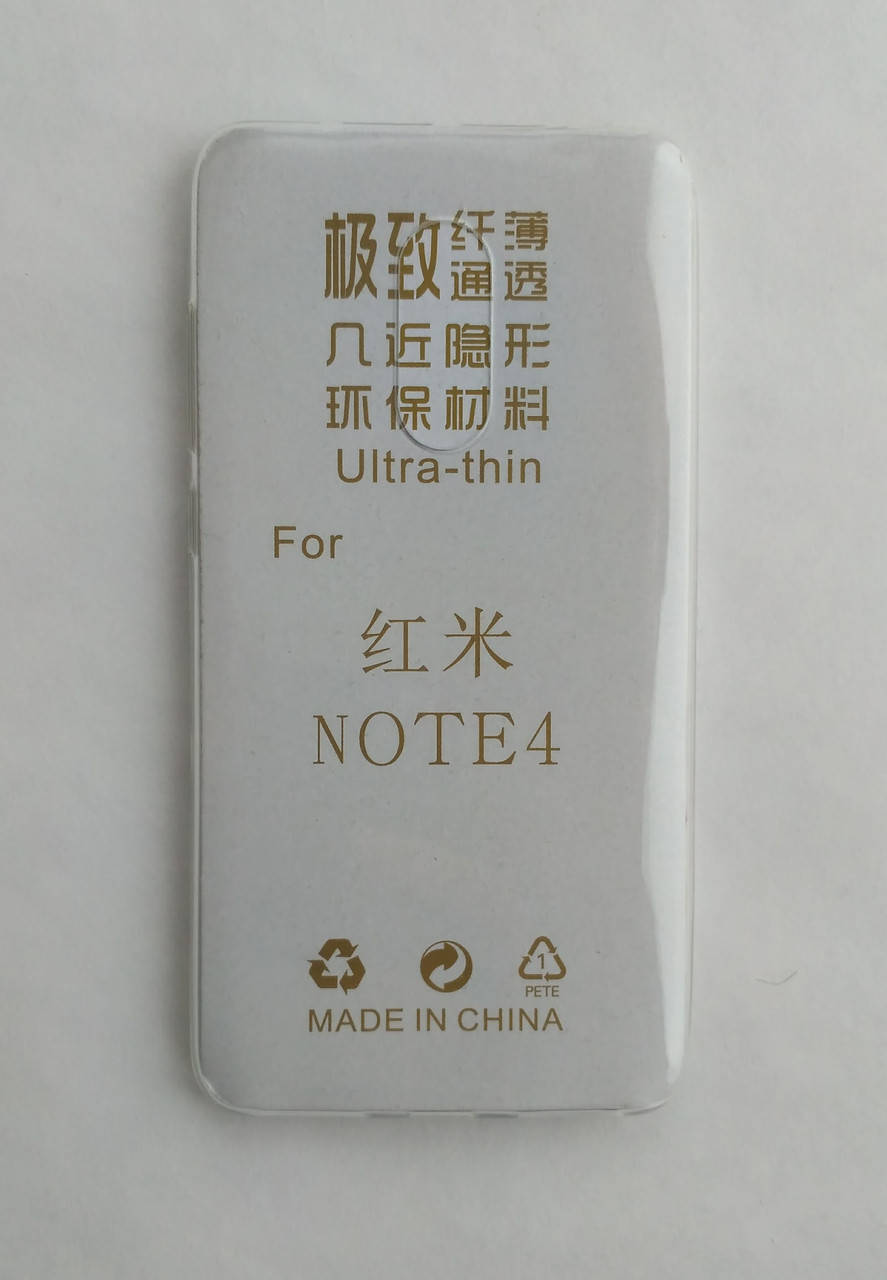 极致纤薄
通透
几近隐形
环保材料
Ultra-thin
For
红米
NOTE4
1
PETE
MADE IN CHINA